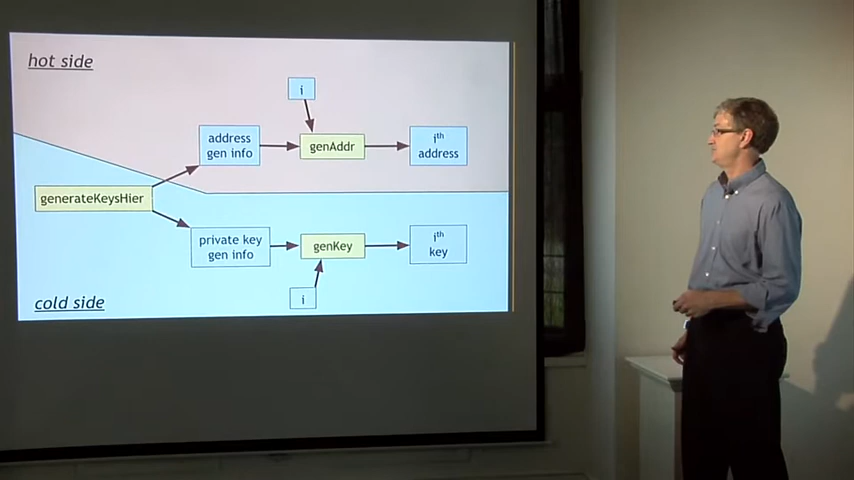 hot side
i
address
gen info
genAddr
ith
address
generateKeysHier
private key
gen info
genKey
ith
key
i
cold side